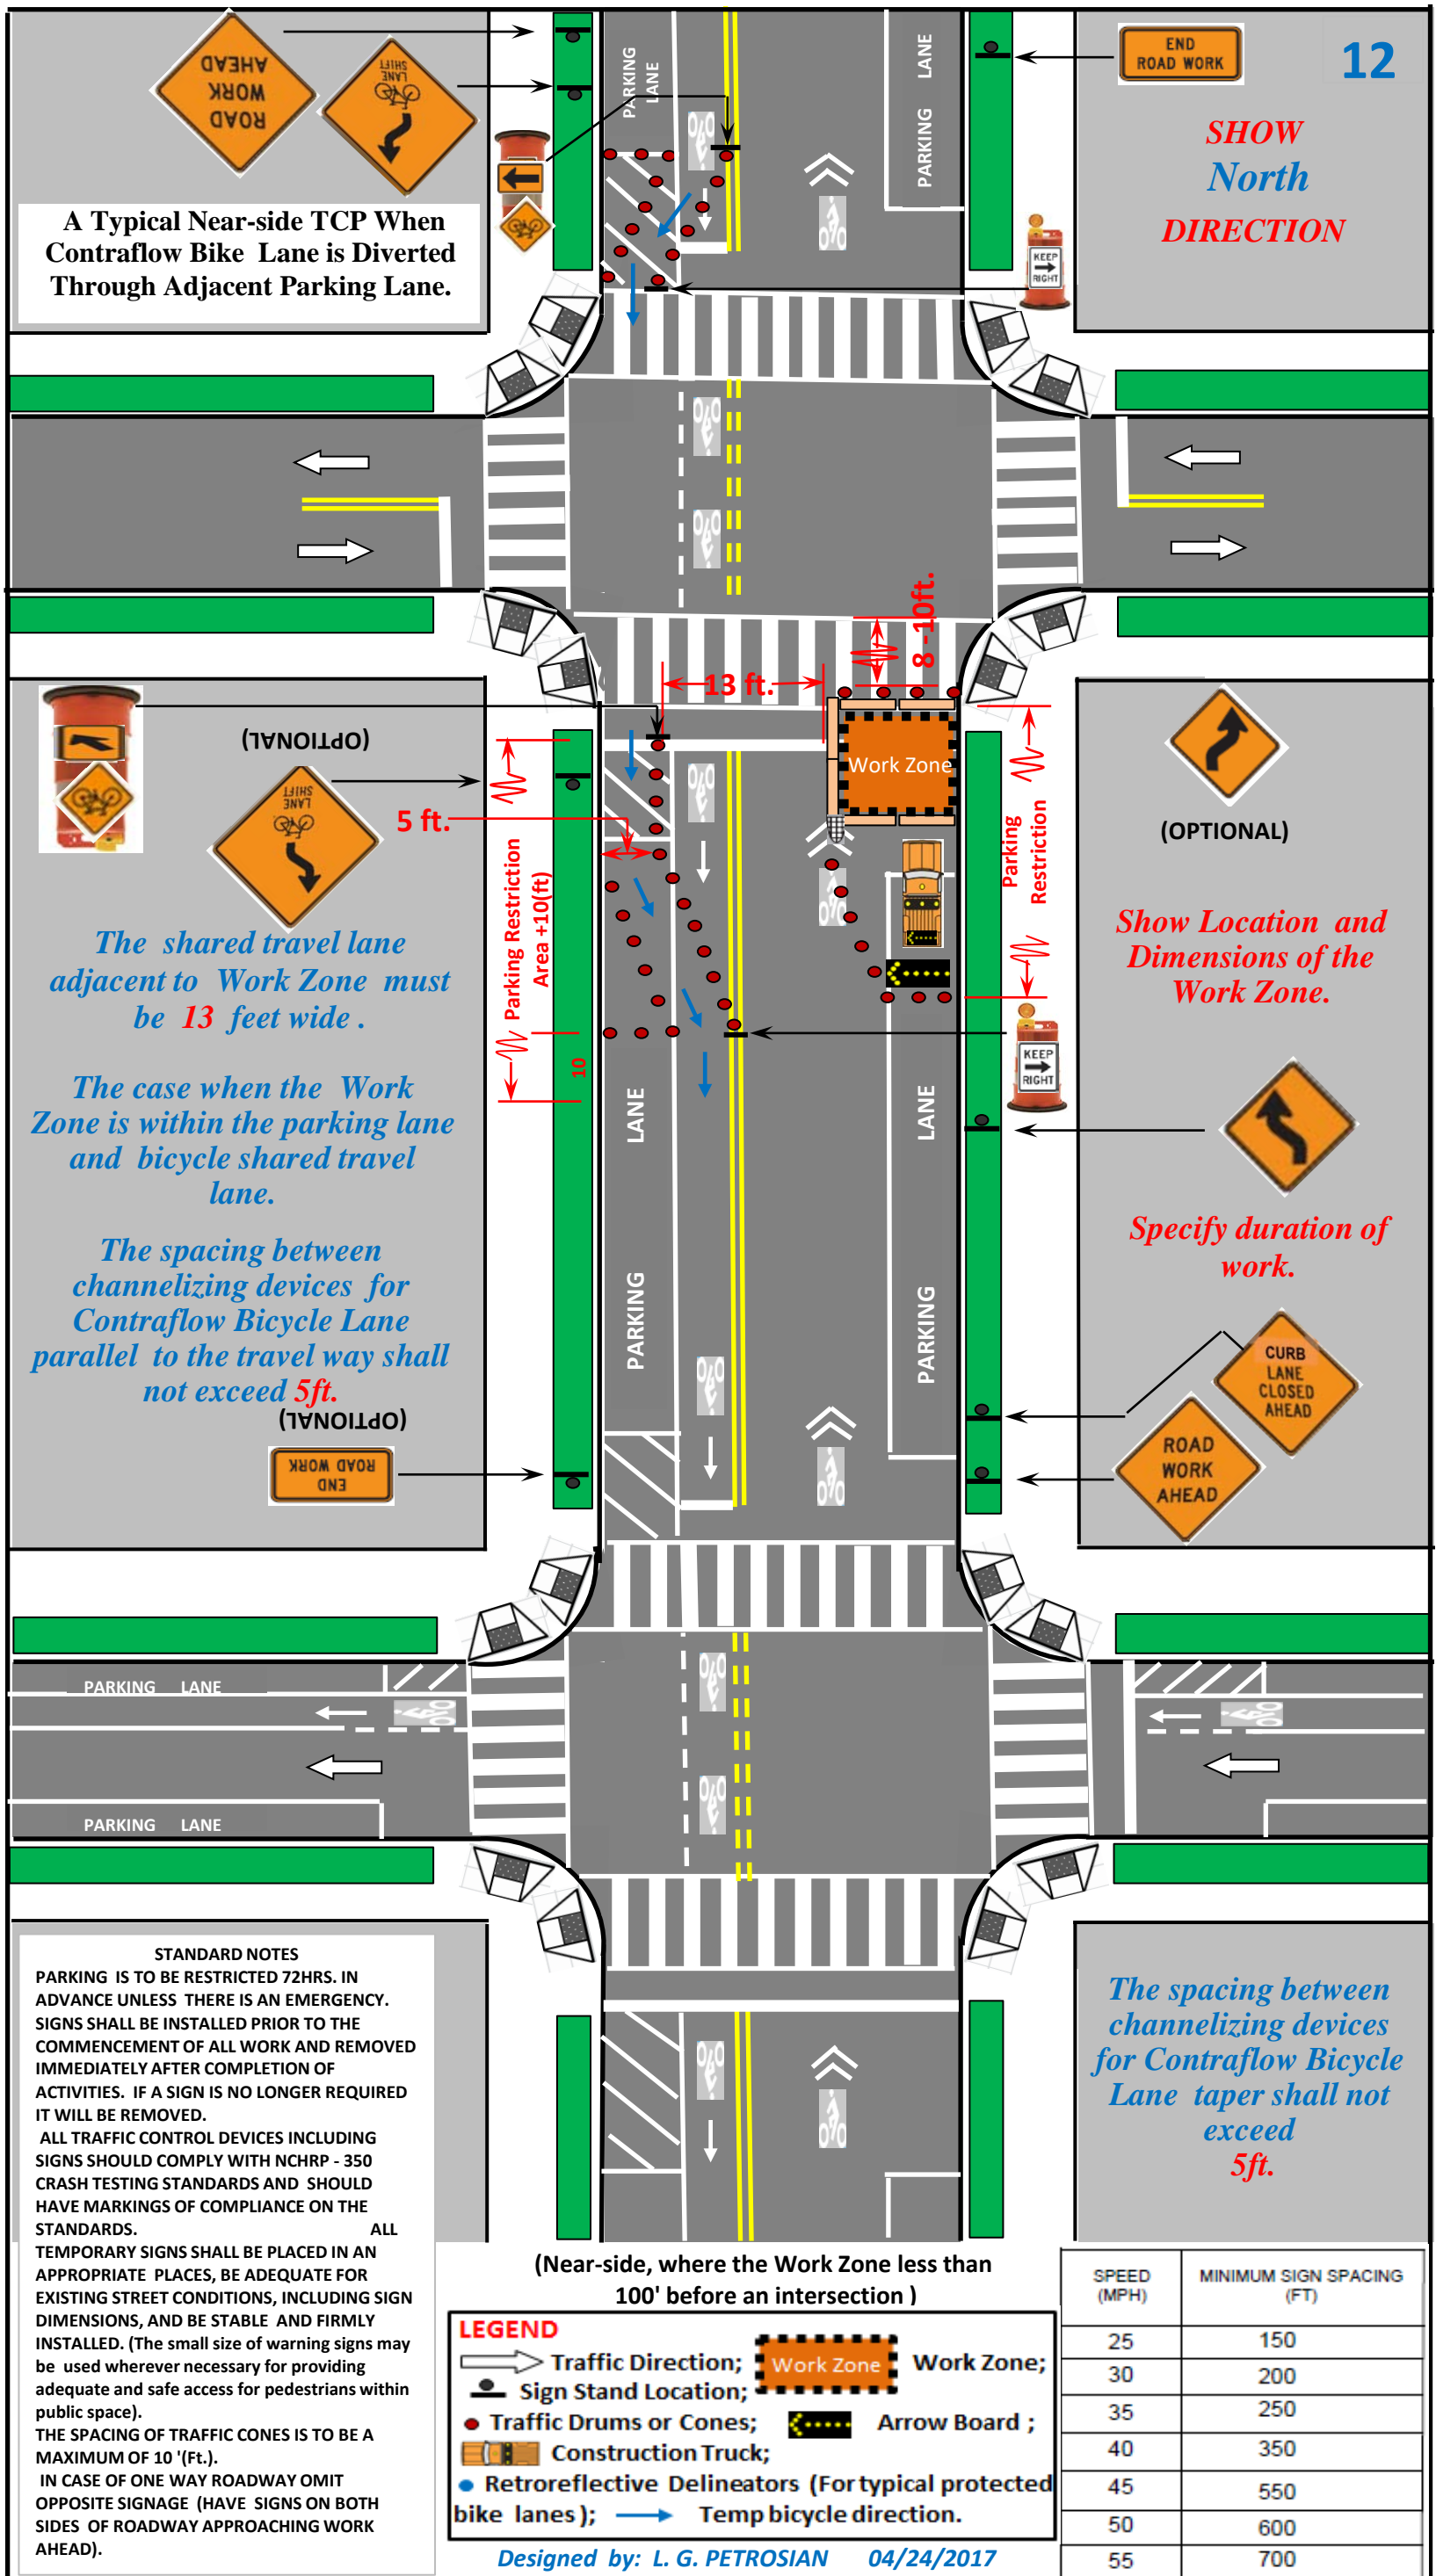 ROAD
WORK
AHEAD
LANE
SHIFT
A Typical Near-side TCP When
Contraflow Bike Lane is Diverted
Through Adjacent Parking Lane.
PARKING
LANE
PARKING LANE
END
ROAD WORK
12
SHOW
North
DIRECTION
KEEP
RIGHT
8 -10ft.
13 ft.
Work Zone
(OPTIONAL)
LANE
SHIFT
5 ft.
Parking Restriction
Area +10(ft)
10
Parking
Restriction
The shared travel lane
adjacent to Work Zone must
be 13 feet wide .
The case when the Work
Zone is within the parking lane
and bicycle shared travel
lane.
The spacing between
channelizing devices for
Contraflow Bicycle Lane
parallel to the travel way shall
not exceed 5ft.
(OPTIONAL)
END
ROAD WORK
PARKING LANE
PARKING LANE
(OPTIONAL)
Show Location and
Dimensions of the
Work Zone.
KEEP
RIGHT
Specify duration of
work.
CURB
LANE
CLOSED
AHEAD
ROAD
WORK
AHEAD
PARKING LANE
PARKING LANE
STANDARD NOTES
PARKING IS TO BE RESTRICTED 72HRS. IN
ADVANCE UNLESS THERE IS AN EMERGENCY.
SIGNS SHALL BE INSTALLED PRIOR TO THE
COMMENCEMENT OF ALL WORK AND REMOVED
IMMEDIATELY AFTER COMPLETION OF
ACTIVITIES. IF A SIGN IS NO LONGER REQUIRED
IT WILL BE REMOVED.
ALL TRAFFIC CONTROL DEVICES INCLUDING
SIGNS SHOULD COMPLY WITH NCHRP - 350
CRASH TESTING STANDARDS AND SHOULD
HAVE MARKINGS OF COMPLIANCE ON THE
STANDARDS. ALL
TEMPORARY SIGNS SHALL BE PLACED IN AN
APPROPRIATE PLACES, BE ADEQUATE FOR
EXISTING STREET CONDITIONS, INCLUDING SIGN
DIMENSIONS, AND BE STABLE AND FIRMLY
INSTALLED. (The small size of warning signs may
be used wherever necessary for providing
adequate and safe access for pedestrians within
public space).
THE SPACING OF TRAFFIC CONES IS TO BE A
MAXIMUM OF 10 '(Ft.).
IN CASE OF ONE WAY ROADWAY OMIT
OPPOSITE SIGNAGE (HAVE SIGNS ON BOTH
SIDES OF ROADWAY APPROACHING WORK
AHEAD).
The spacing between
channelizing devices
for Contraflow Bicycle
Lane taper shall not
exceed
5ft.
(Near-side, where the Work Zone less than
100' before an intersection )
LEGEND
Traffic Direction; Work Zone Work Zone;
Sign Stand Location;
Traffic Drums or Cones; Arrow Board ;
Construction Truck;
Retroreflective Delineators (For typical protected
bike lanes ); Temp bicycle direction.
Designed by: L. G. PETROSIAN 04/24/2017
SPEED (MPH) MINIMUM SIGN SPACING (FT)
25 150
30 200
35 250
40 350
45 550
50 600
55 700